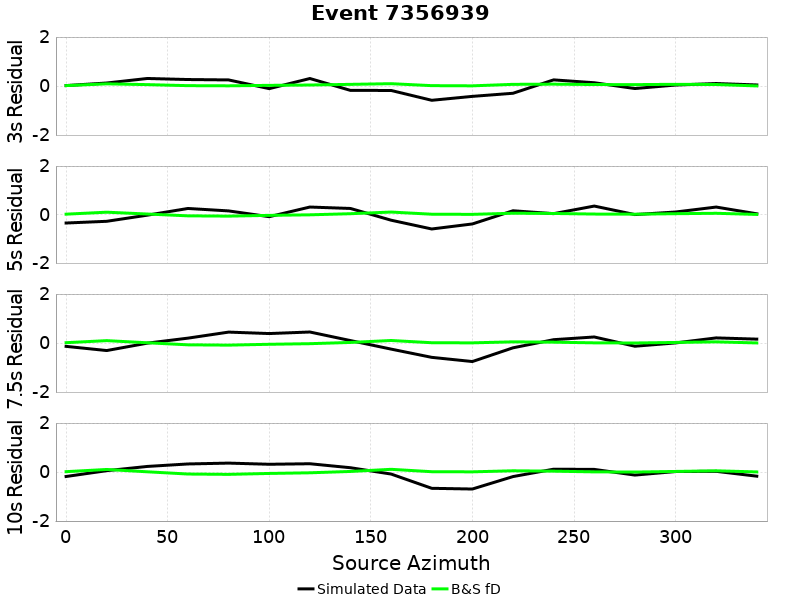 Event 7356939
3s Residual
2
0
-2
5s Residual
2
0
-2
7.5s Residual
2
0
-2
10s Residual
2
0
-2
0 50 100 150 200 250 300
Source Azimuth
Simulated Data B&S fD